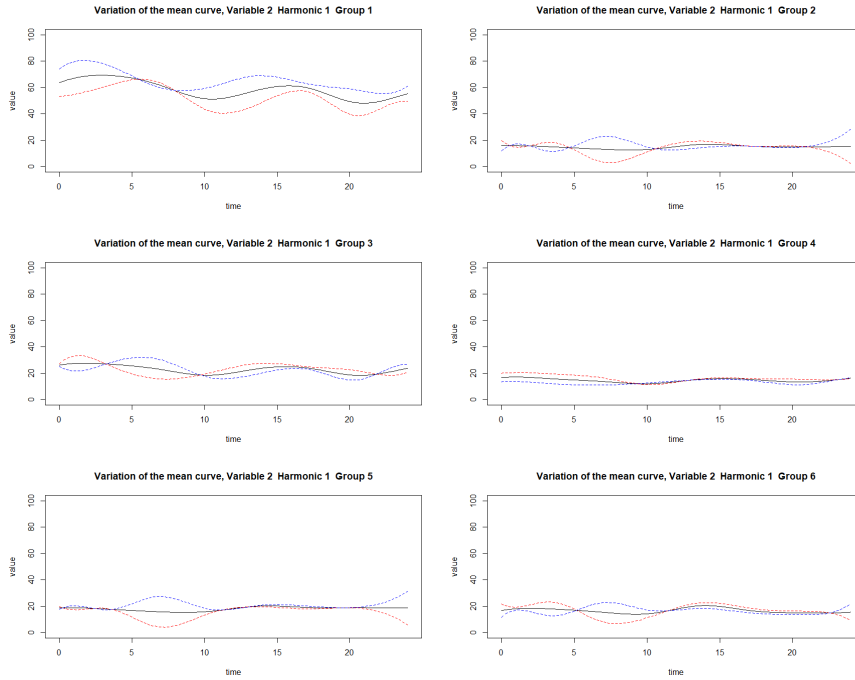 Variation of the mean curve, Variable 2 Harmonic 1 Group 1
value
0 20 40 60 80 100
0 5 10 15 20
time
Variation of the mean curve, Variable 2 Harmonic 1 Group 2
value
0 20 40 60 80 100
0 5 10 15 20
time
Variation of the mean curve, Variable 2 Harmonic 1 Group 3
value
0 20 40 60 80 100
0 5 10 15 20
time
Variation of the mean curve, Variable 2 Harmonic 1 Group 4
value
0 20 40 60 80 100
0 5 10 15 20
time
Variation of the mean curve, Variable 2 Harmonic 1 Group 5
value
0 20 40 60 80 100
0 5 10 15 20
time
Variation of the mean curve, Variable 2 Harmonic 1 Group 6
value
0 20 40 60 80 100
0 5 10 15 20
time